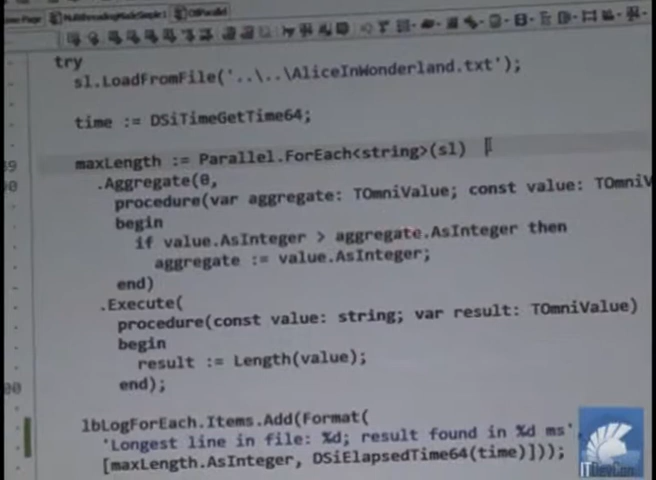 MultithreadingMadeSimple1
try
sl.LoadFromFile('..\..\AliceInWonderland.txt');
time := DSiTimeGetTime64;
maxLength := Parallel.ForEach<string>(sl)
.Aggregate(0,
procedure(var aggregate: TOmniValue; const value: TOmniV
begin
if value.AsInteger > aggregate.AsInteger then
aggregate := value.AsInteger;
end)
.Execute(
procedure(const value: string; var result: TOmniValue)
begin
result := Length(value);
end);
lbLogForEach.Items.Add(Format(
'Longest line in file: %d; result found in %d ms',
[maxLength.AsInteger, DSiElapsedTime64(time)]));
ITDevCon